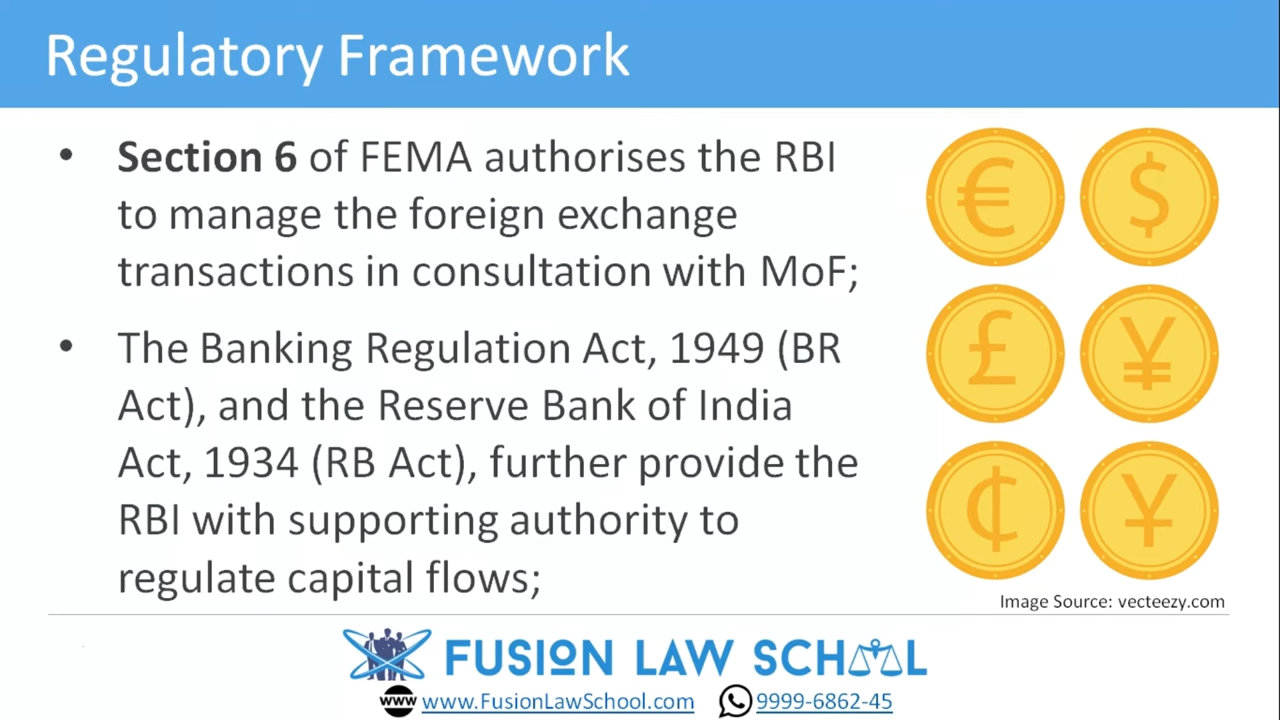 Regulatory Framework
• Section 6 of FEMA authorises the RBI
to manage the foreign exchange
transactions in consultation with MoF;
• The Banking Regulation Act, 1949 (BR
Act), and the Reserve Bank of India
Act, 1934 (RB Act), further provide the
RBI with supporting authority to
regulate capital flows;
€ $
£ ¥
₵ ¥
Image Source: vecteezy.com
FUSION LAW SCHOOL
www www.FusionLawSchool.com 9999-6862-45